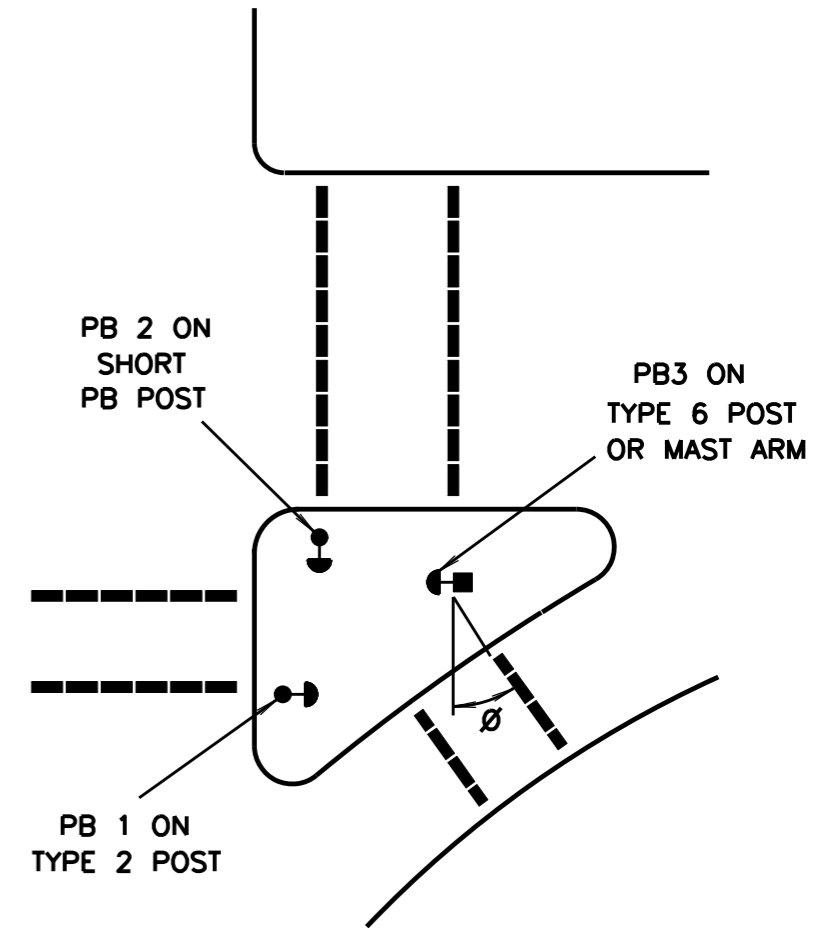 PB 2 ON
SHORT
PB POST
PB3 ON
TYPE 6 POST
OR MAST ARM
Ø
PB 1 ON
TYPE 2 POST